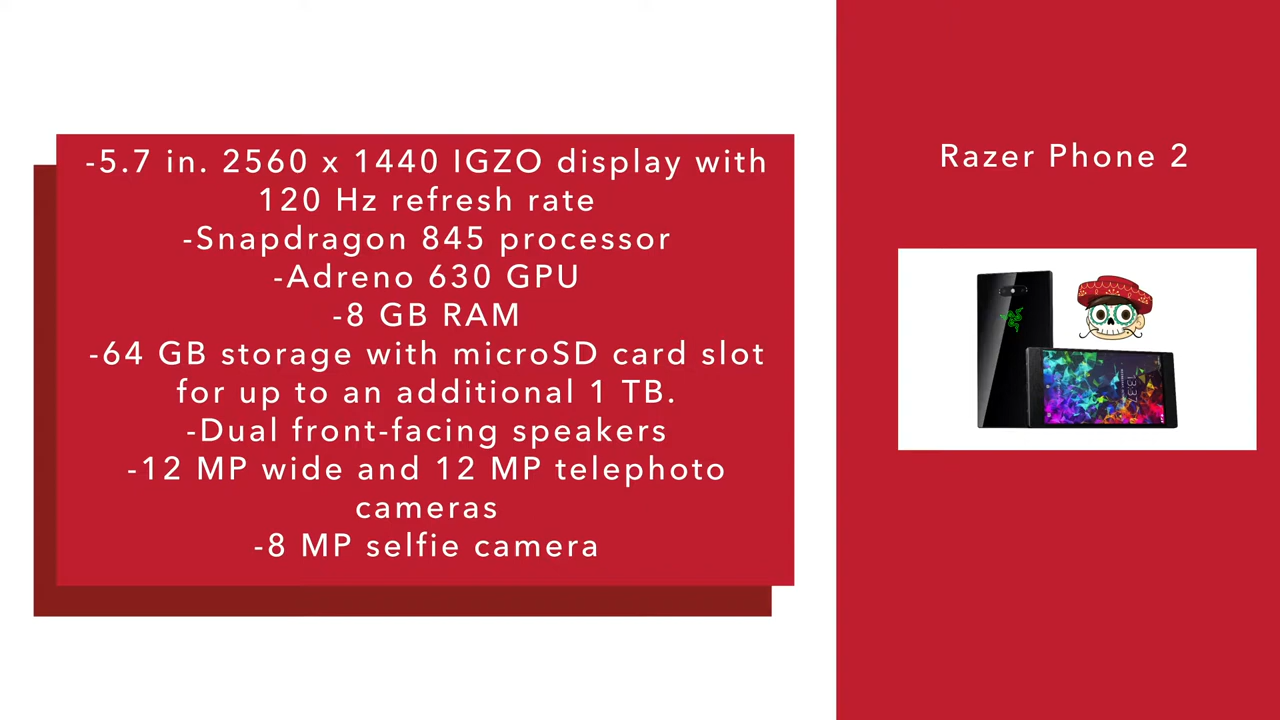 -5.7 in. 2560 x 1440 IGZO display with
120 Hz refresh rate
-Snapdragon 845 processor
-Adreno 630 GPU
-8 GB RAM
-64 GB storage with microSD card slot
for up to an additional 1 TB.
-Dual front-facing speakers
-12 MP wide and 12 MP telephoto
cameras
-8 MP selfie camera
Razer Phone 2
13:37